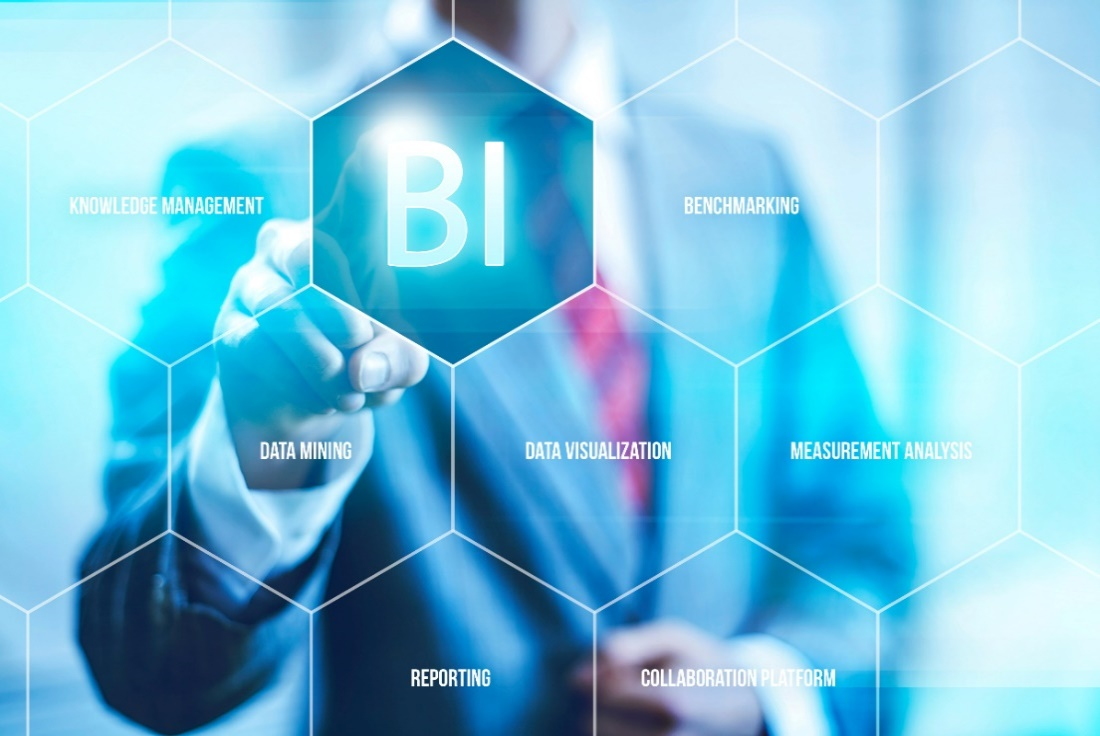 BI
KNOWLEDGE MANAGEMENT
BENCHMARKING
DATA MINING
DATA VISUALIZATION
MEASUREMENT ANALYSIS
REPORTING
COLLABORATION PLATFORM